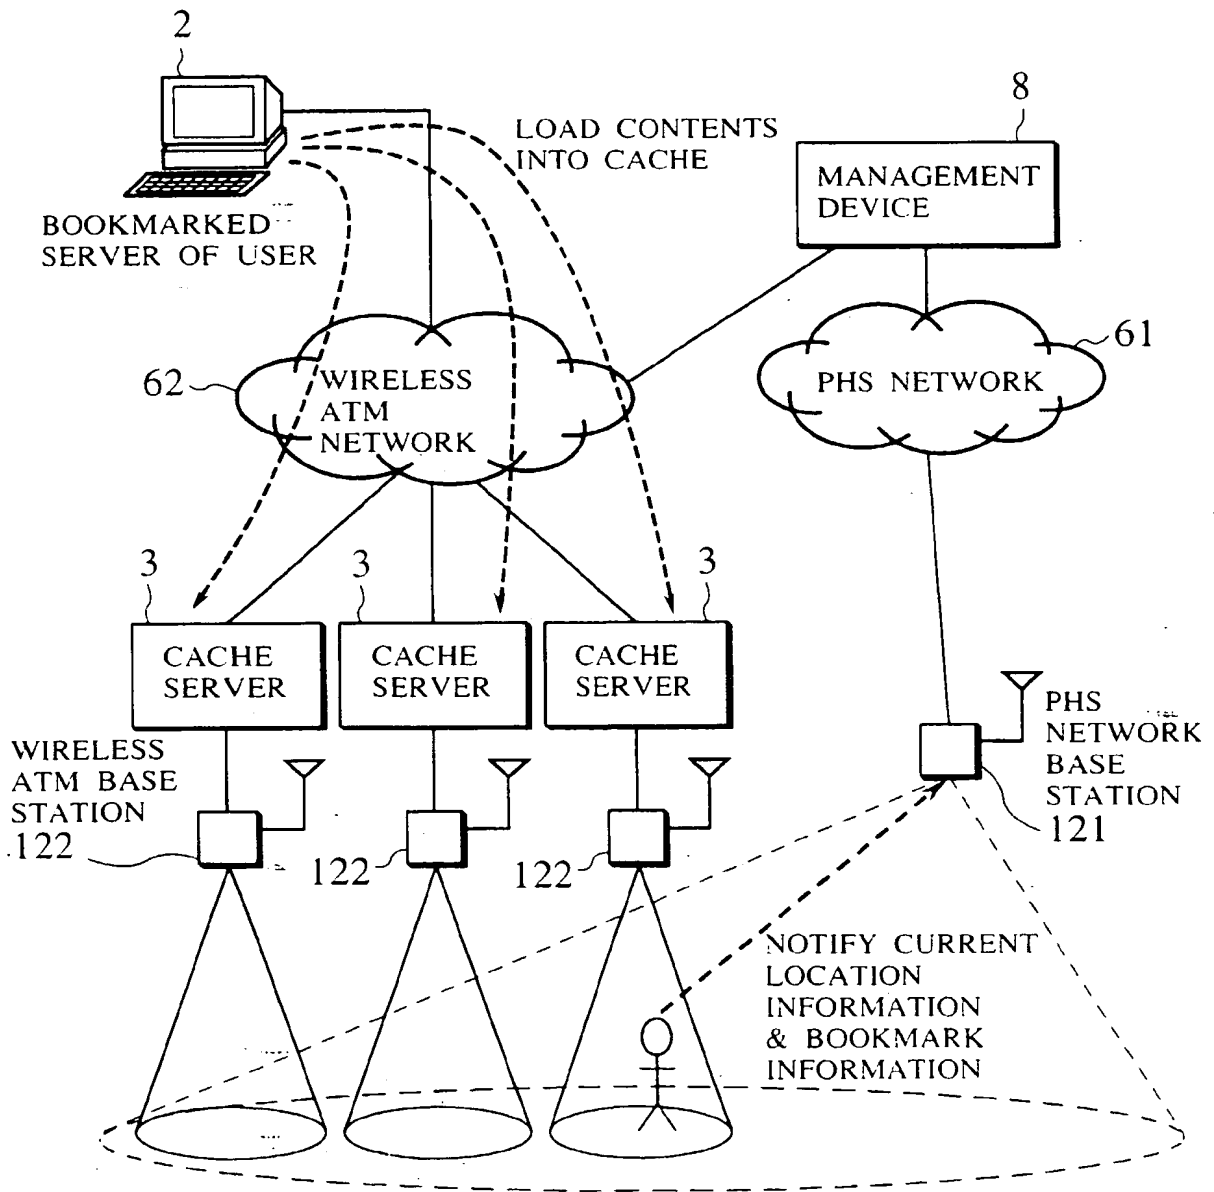 2
LOAD CONTENTS
INTO CACHE
8
MANAGEMENT
DEVICE
BOOKMARKED
SERVER OF USER
62
WIRELESS
ATM
NETWORK
61
PHS NETWORK
3
3
3
CACHE
SERVER
CACHE
SERVER
CACHE
SERVER
WIRELESS
ATM BASE
STATION
122
122
122
PHS
NETWORK
BASE
STATION
121
NOTIFY CURRENT
LOCATION
INFORMATION
& BOOKMARK
INFORMATION